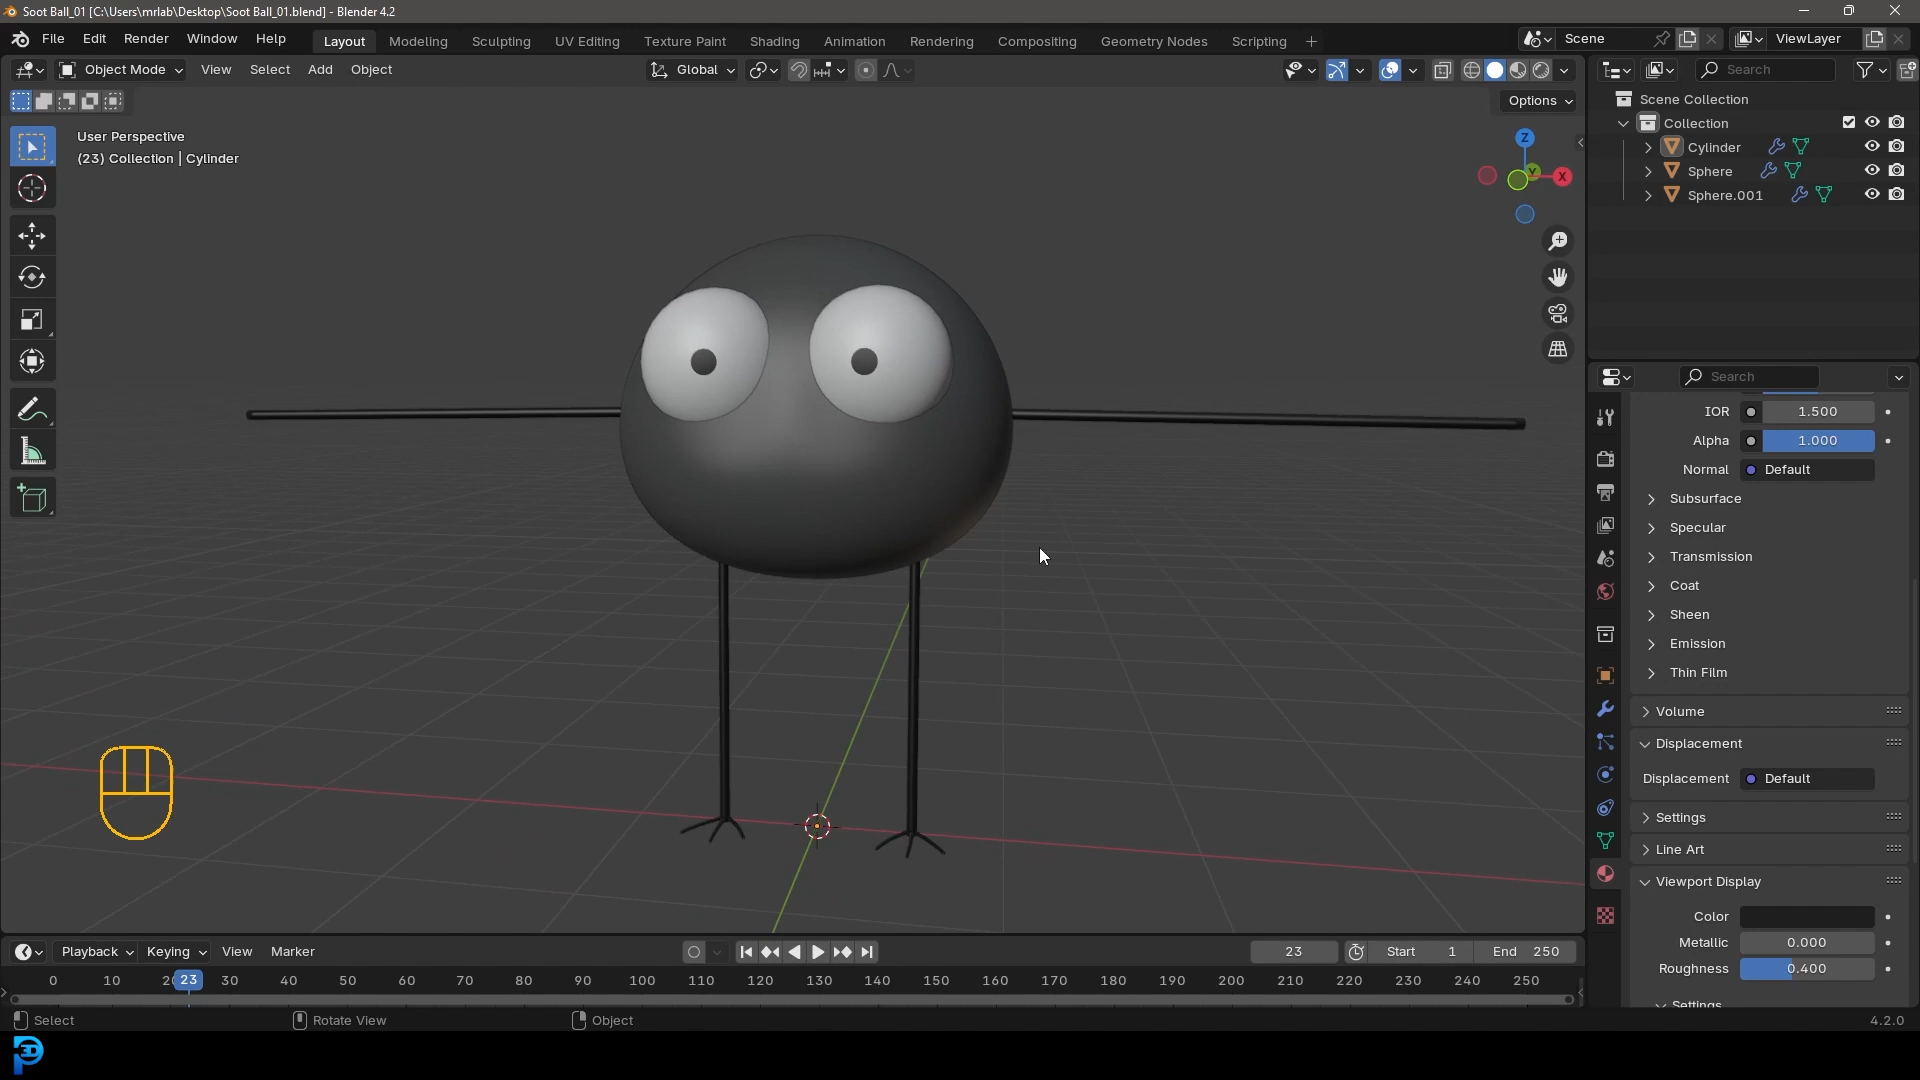 Soot Ball_01 [C:\Users\mrlab\Desktop\Soot Ball_01.blend] - Blender 4.2
File Edit Render Window Help
Layout Modeling Sculpting UV Editing Texture Paint Shading Animation Rendering Compositing Geometry Nodes Scripting +
Scene
ViewLayer
Object Mode View Select Add Object
Global
Search
Options
User Perspective
(23) Collection | Cylinder
Z
Y
X
Scene Collection
Collection
Cylinder
Sphere
Sphere.001
Search
IOR 1.500
Alpha 1.000
Normal Default
Subsurface
Specular
Transmission
Coat
Sheen
Emission
Thin Film
Volume
Displacement
Displacement Default
Settings
Line Art
Viewport Display
Color
Metallic 0.000
Roughness 0.400
Settings
Playback Keying View Marker
23 Start 1 End 250
0 10 23 30 40 50 60 70 80 90 100 110 120 130 140 150 160 170 180 190 200 210 220 230 240 250
Select Rotate View Object
4.2.0